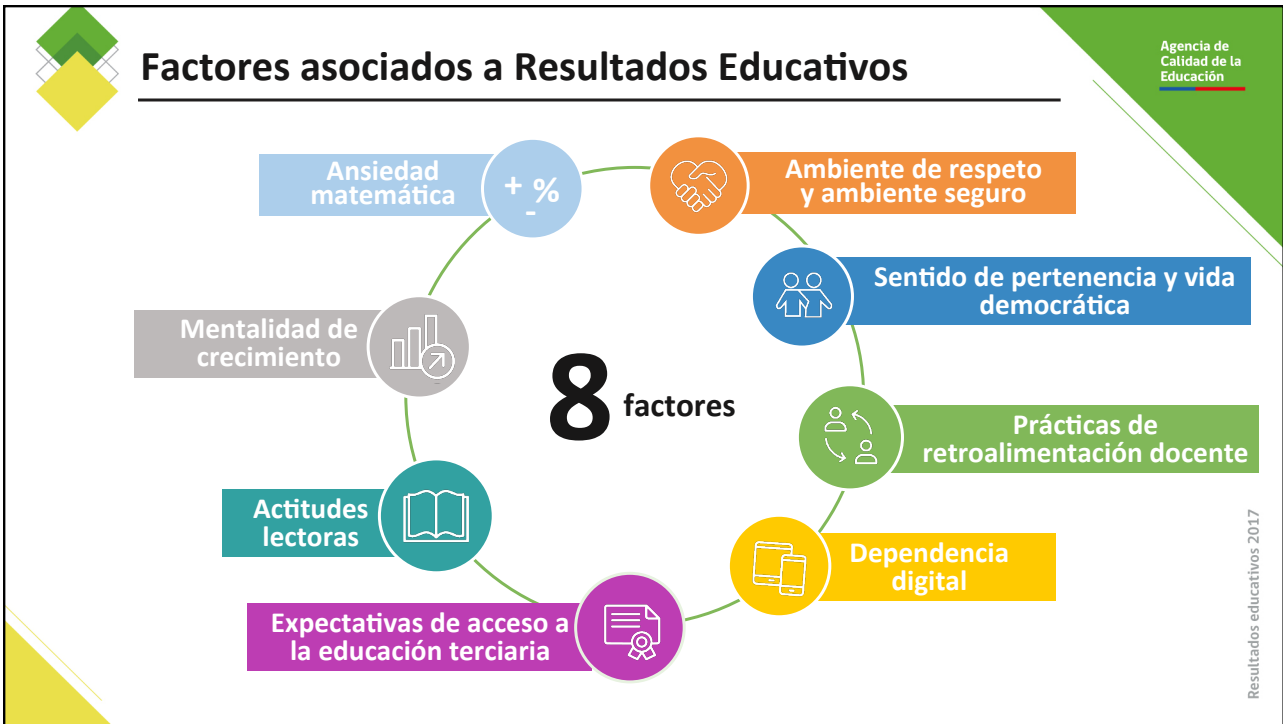 Factores asociados a Resultados Educativos
Agencia de
Calidad de la
Educación
Ansiedad
matemática
+ %
-
Ambiente de respeto
y ambiente seguro
Sentido de pertenencia y vida
democrática
Mentalidad de
crecimiento
8 factores
Prácticas de
retroalimentación docente
Actitudes
lectoras
Dependencia
digital
Expectativas de acceso a
la educación terciaria
Resultados educativos 2017